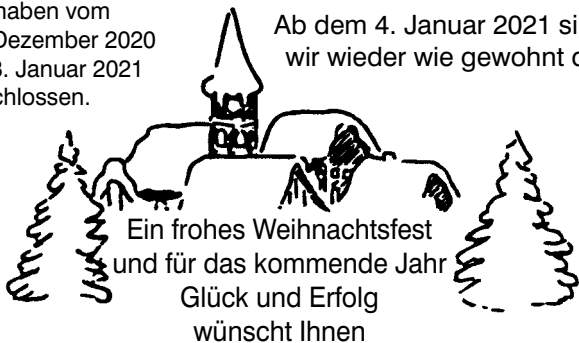 haben vom
Dezember 2020
Januar 2021
Ab dem 4. Januar 2021
wir wieder wie gewohnt
Ein frohes Weihnachtsfest
und für das kommende Jahr
Glück und Erfolg
wünscht Ihnen